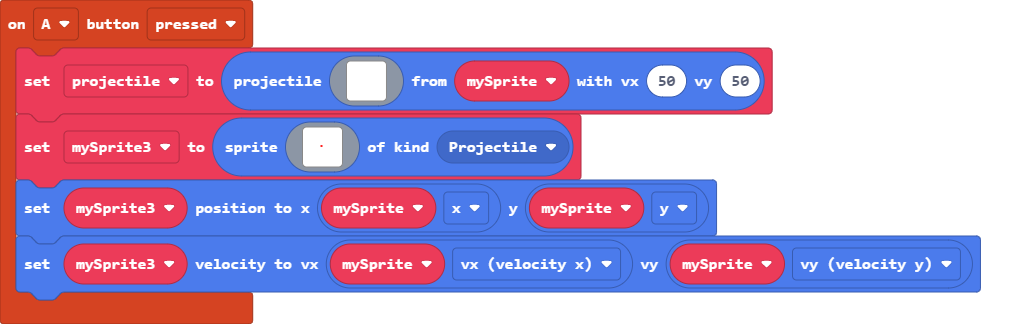 on A button pressed
set projectile to projectile from mySprite with vx 50 vy 50
set mySprite3 to sprite of kind Projectile
set mySprite3 position to x mySprite x y mySprite y
set mySprite3 velocity to vx mySprite vx (velocity x) vy mySprite vy (velocity y)